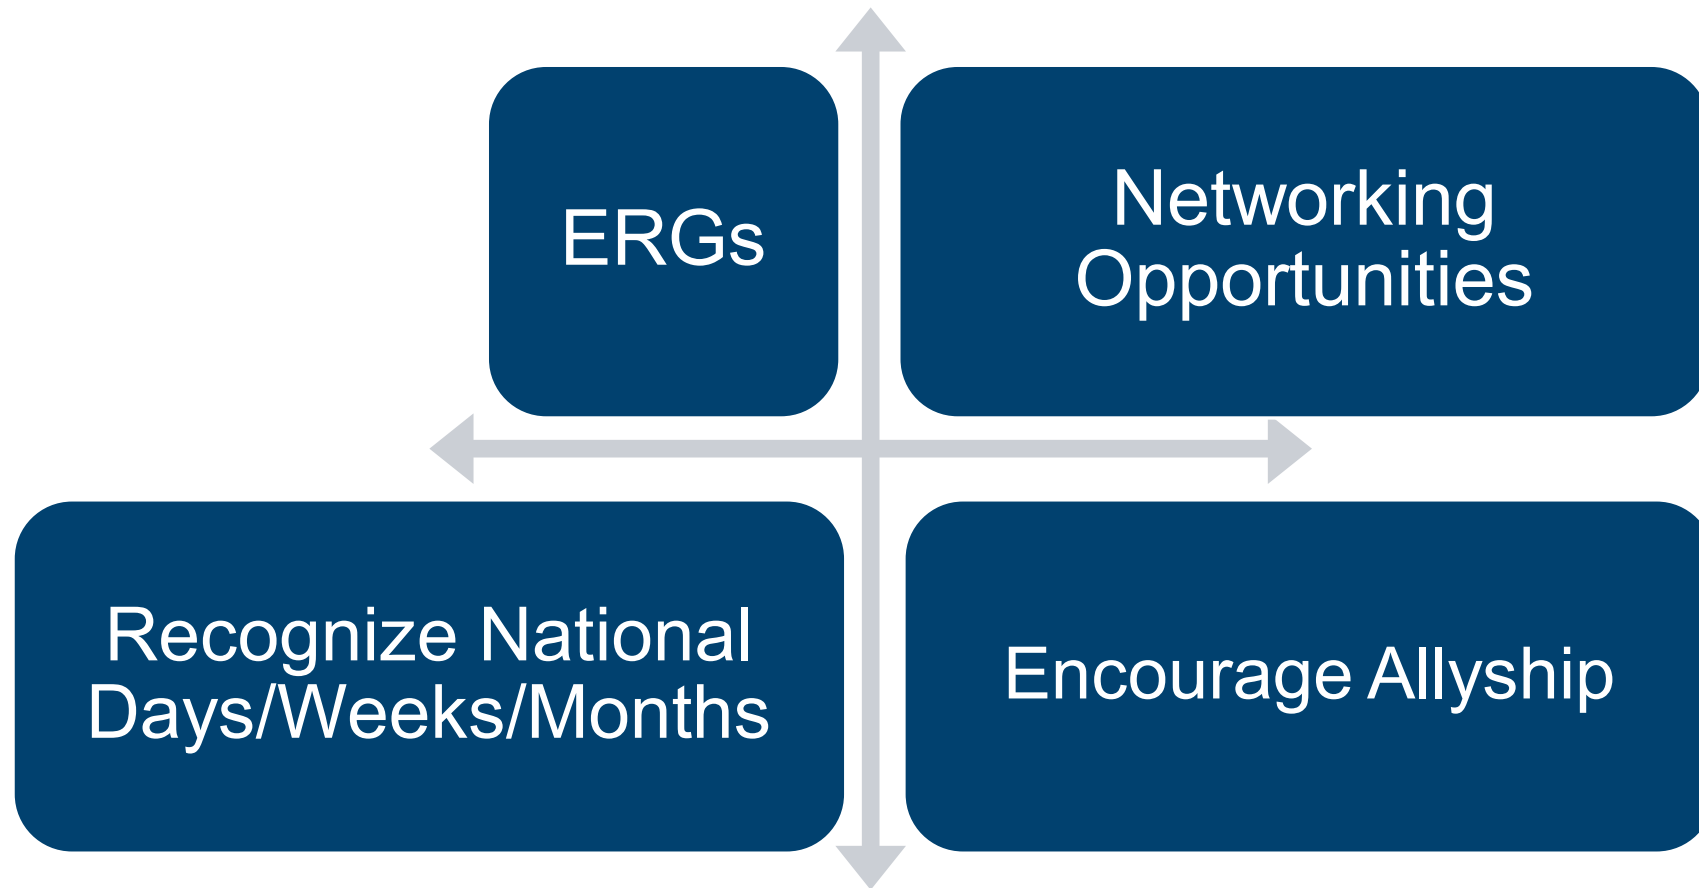 ERGs
Networking
Opportunities
Recognize National
Days/Weeks/Months
Encourage Allyship